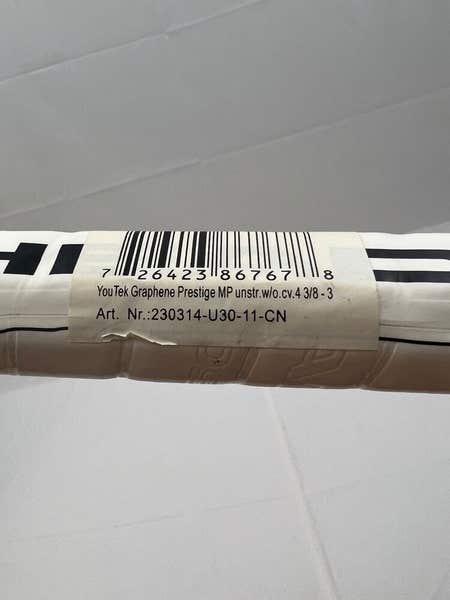 7 26423 86767 8
YouTek Graphene Prestige MP unstr.w/o.cv.4 3/8 - 3
Art. Nr.:230314-U30-11-CN